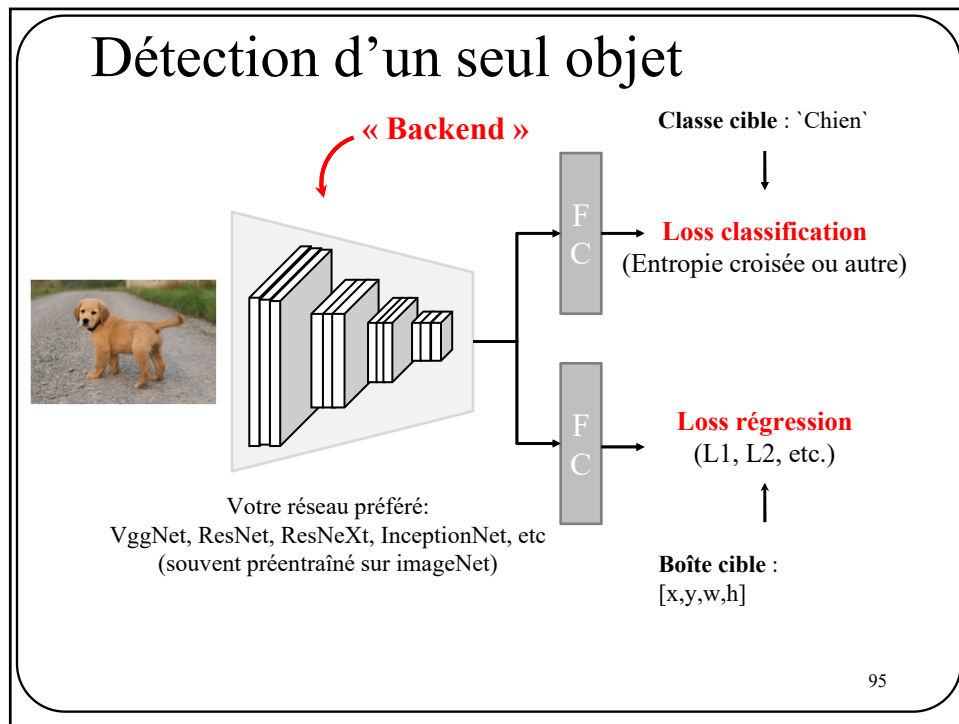 Détection d’un seul objet
« Backend »
Classe cible : `Chien`
F
C
Loss classification
(Entropie croisée ou autre)
F
C
Loss régression
(L1, L2, etc.)
Votre réseau préféré:
VggNet, ResNet, ResNeXt, InceptionNet, etc
(souvent préentraîné sur imageNet)
Boîte cible :
[x,y,w,h]
95